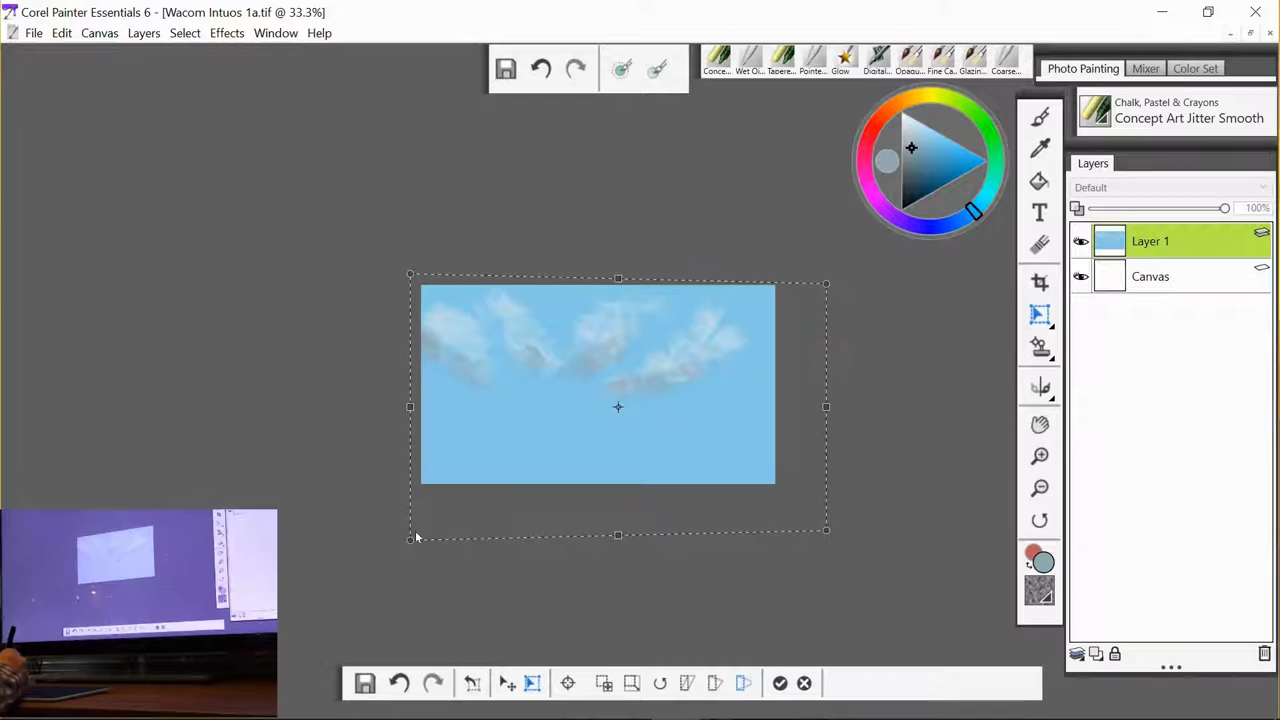 Corel Painter Essentials 6 - [Wacom Intuos 1a.tif @ 33.3%]
File Edit Canvas Layers Select Effects Window Help
Conce... Wet Oi... Tapere... Pointe... Glow Digital... Opaqu... Fine Ca... Glazin... Coarse...
Photo Painting Mixer Color Set
Chalk, Pastel & Crayons
Concept Art Jitter Smooth
Layers
Default
100%
Layer 1
Canvas
T